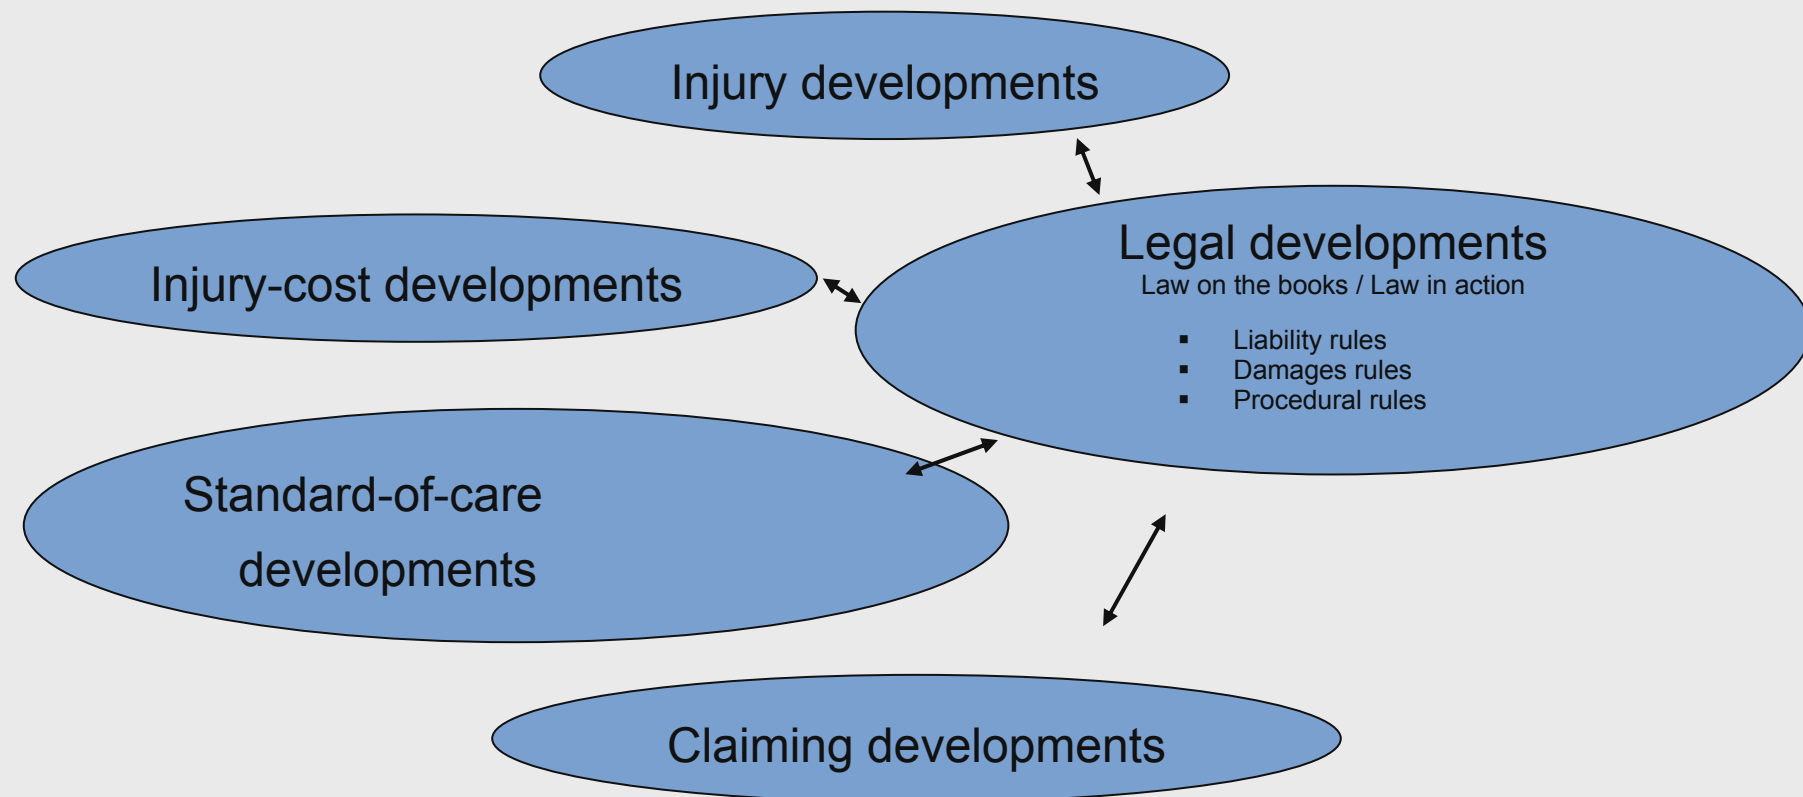 Injury developments
Legal developments
Law on the books / Law in action
▪ Liability rules
▪ Damages rules
▪ Procedural rules
Injury-cost developments
Standard-of-care
developments
Claiming developments